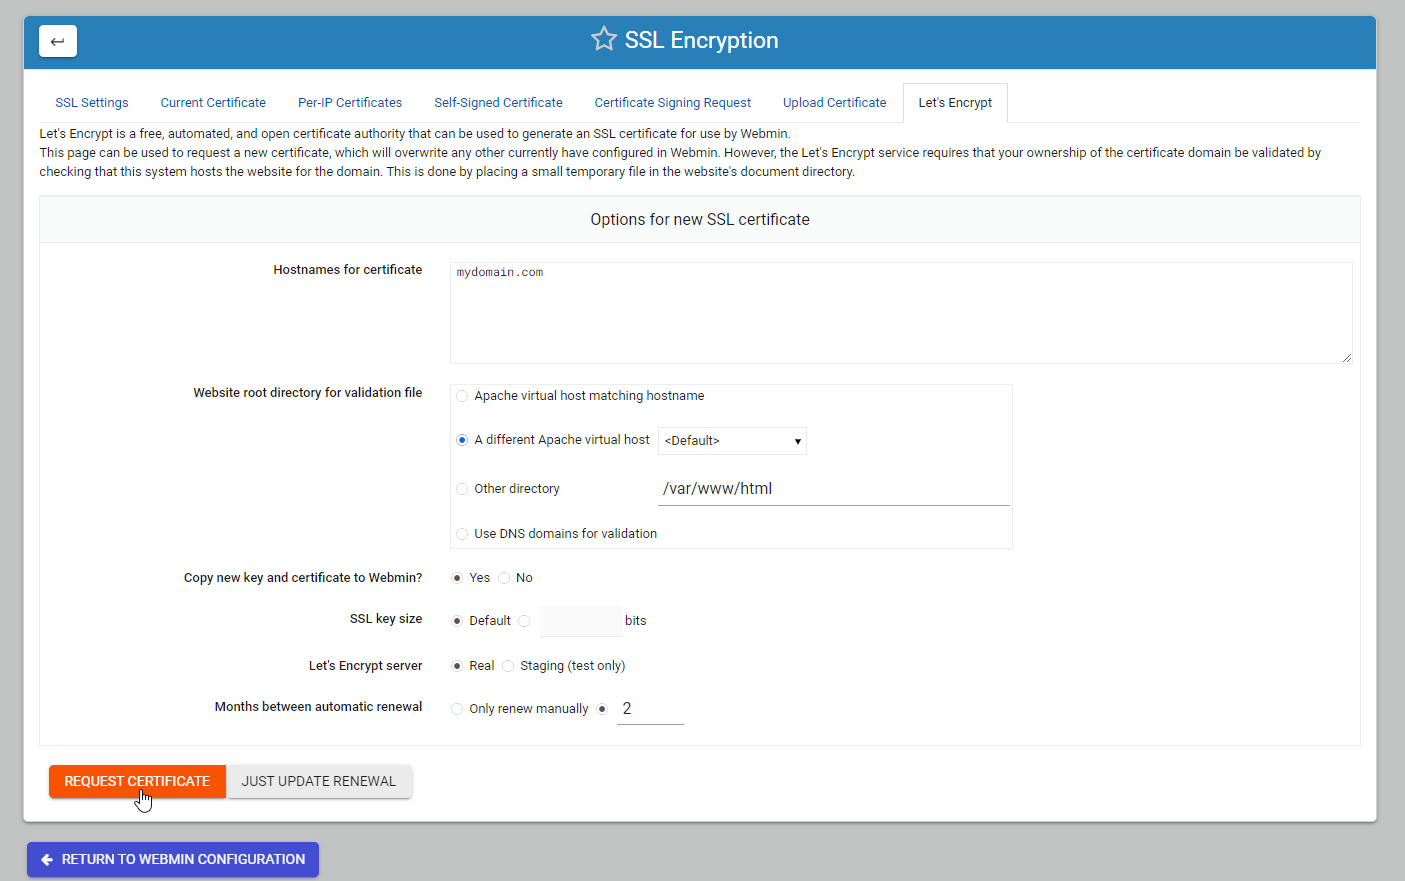 SSL Encryption
SSL Settings
Current Certificate
Per-IP Certificates
Self-Signed Certificate
Certificate Signing Request
Upload Certificate
Let's Encrypt
Let's Encrypt is a free, automated, and open certificate authority that can be used to generate an SSL certificate for use by Webmin.
This page can be used to request a new certificate, which will overwrite any other currently have configured in Webmin. However, the Let's Encrypt service requires that your ownership of the certificate domain be validated by
checking that this system hosts the website for the domain. This is done by placing a small temporary file in the website's document directory.
Options for new SSL certificate
Hostnames for certificate
mydomain.com
Website root directory for validation file
Apache virtual host matching hostname
A different Apache virtual host
<Default>
Other directory
/var/www/html
Use DNS domains for validation
Copy new key and certificate to Webmin?
Yes
No
SSL key size
Default
bits
Let's Encrypt server
Real
Staging (test only)
Months between automatic renewal
Only renew manually
2
REQUEST CERTIFICATE
JUST UPDATE RENEWAL
RETURN TO WEBMIN CONFIGURATION